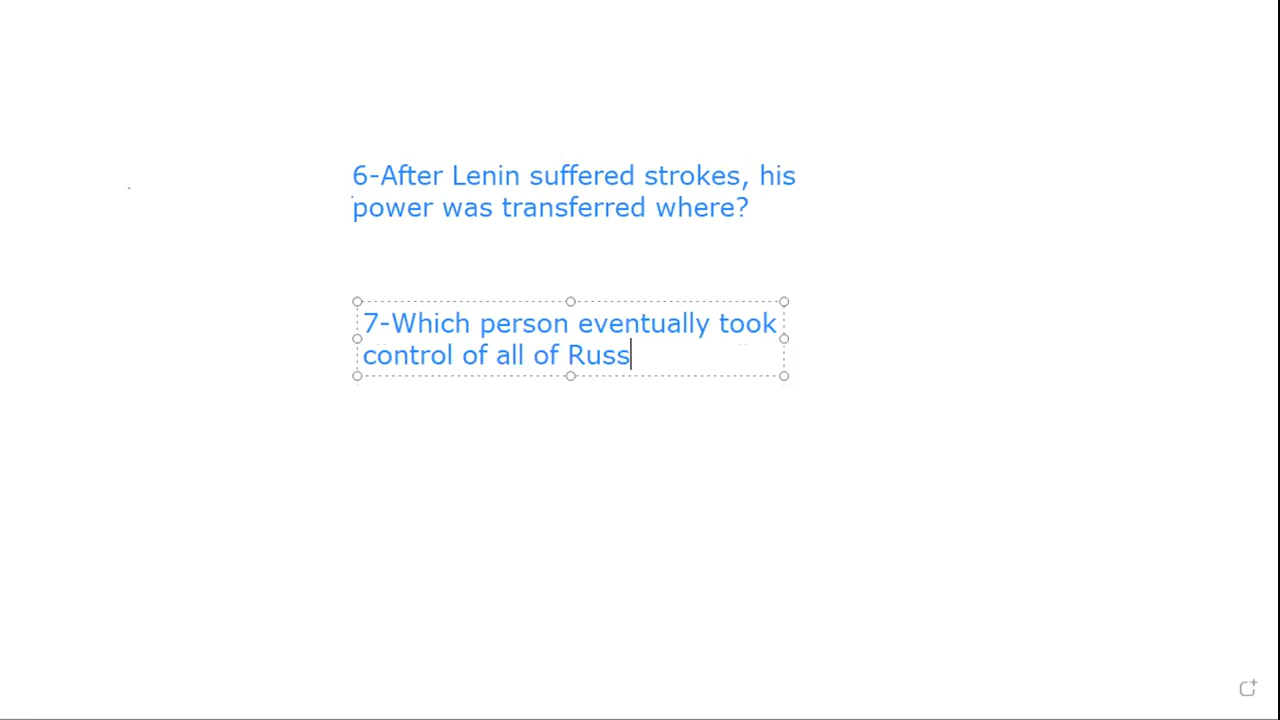 6-After Lenin suffered strokes, his
power was transferred where?
7-Which person eventually took
control of all of Russ